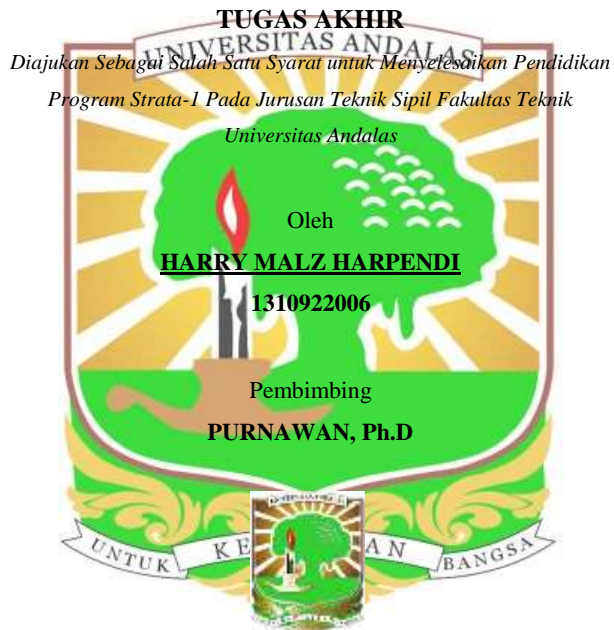 TUGAS AKHIR
UNIVERSITAS ANDALAS
Diajukan Sebagai Salah Satu Syarat untuk Menyelesaikan Pendidikan
Program Strata-1 Pada Jurusan Teknik Sipil Fakultas Teknik
Universitas Andalas
Oleh
HARRY MALZ HARPENDI
1310922006
Pembimbing
PURNAWAN, Ph.D
UNTUK KE AN BANGSA